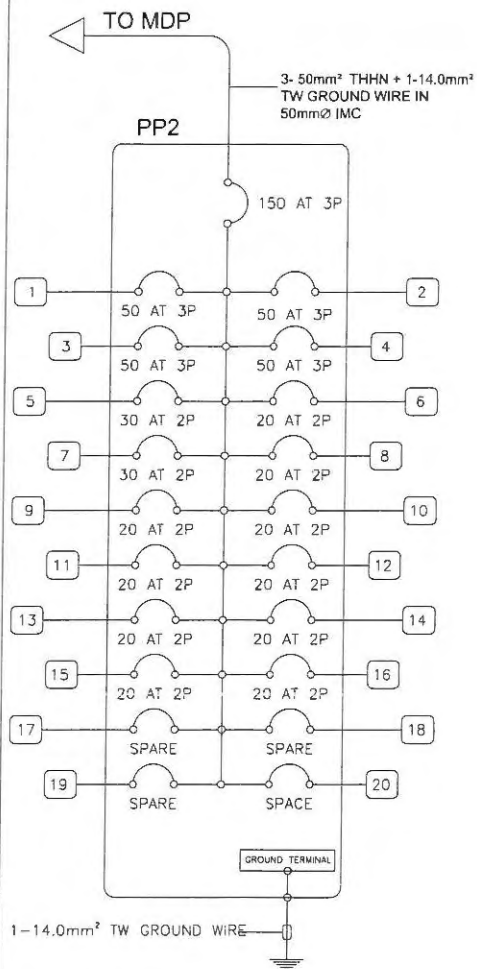 TO MDP
3- 50mm² THHN + 1-14.0mm²
TW GROUND WIRE IN
50mmØ IMC
PP2
150 AT 3P
1 2
50 AT 3P 50 AT 3P
3 4
50 AT 3P 50 AT 3P
5 6
30 AT 2P 20 AT 2P
7 8
30 AT 2P 20 AT 2P
9 10
20 AT 2P 20 AT 2P
11 12
20 AT 2P 20 AT 2P
13 14
20 AT 2P 20 AT 2P
15 16
20 AT 2P 20 AT 2P
17 18
SPARE SPARE
19 20
SPARE SPACE
GROUND TERMINAL
1-14.0mm² TW GROUND WIRE